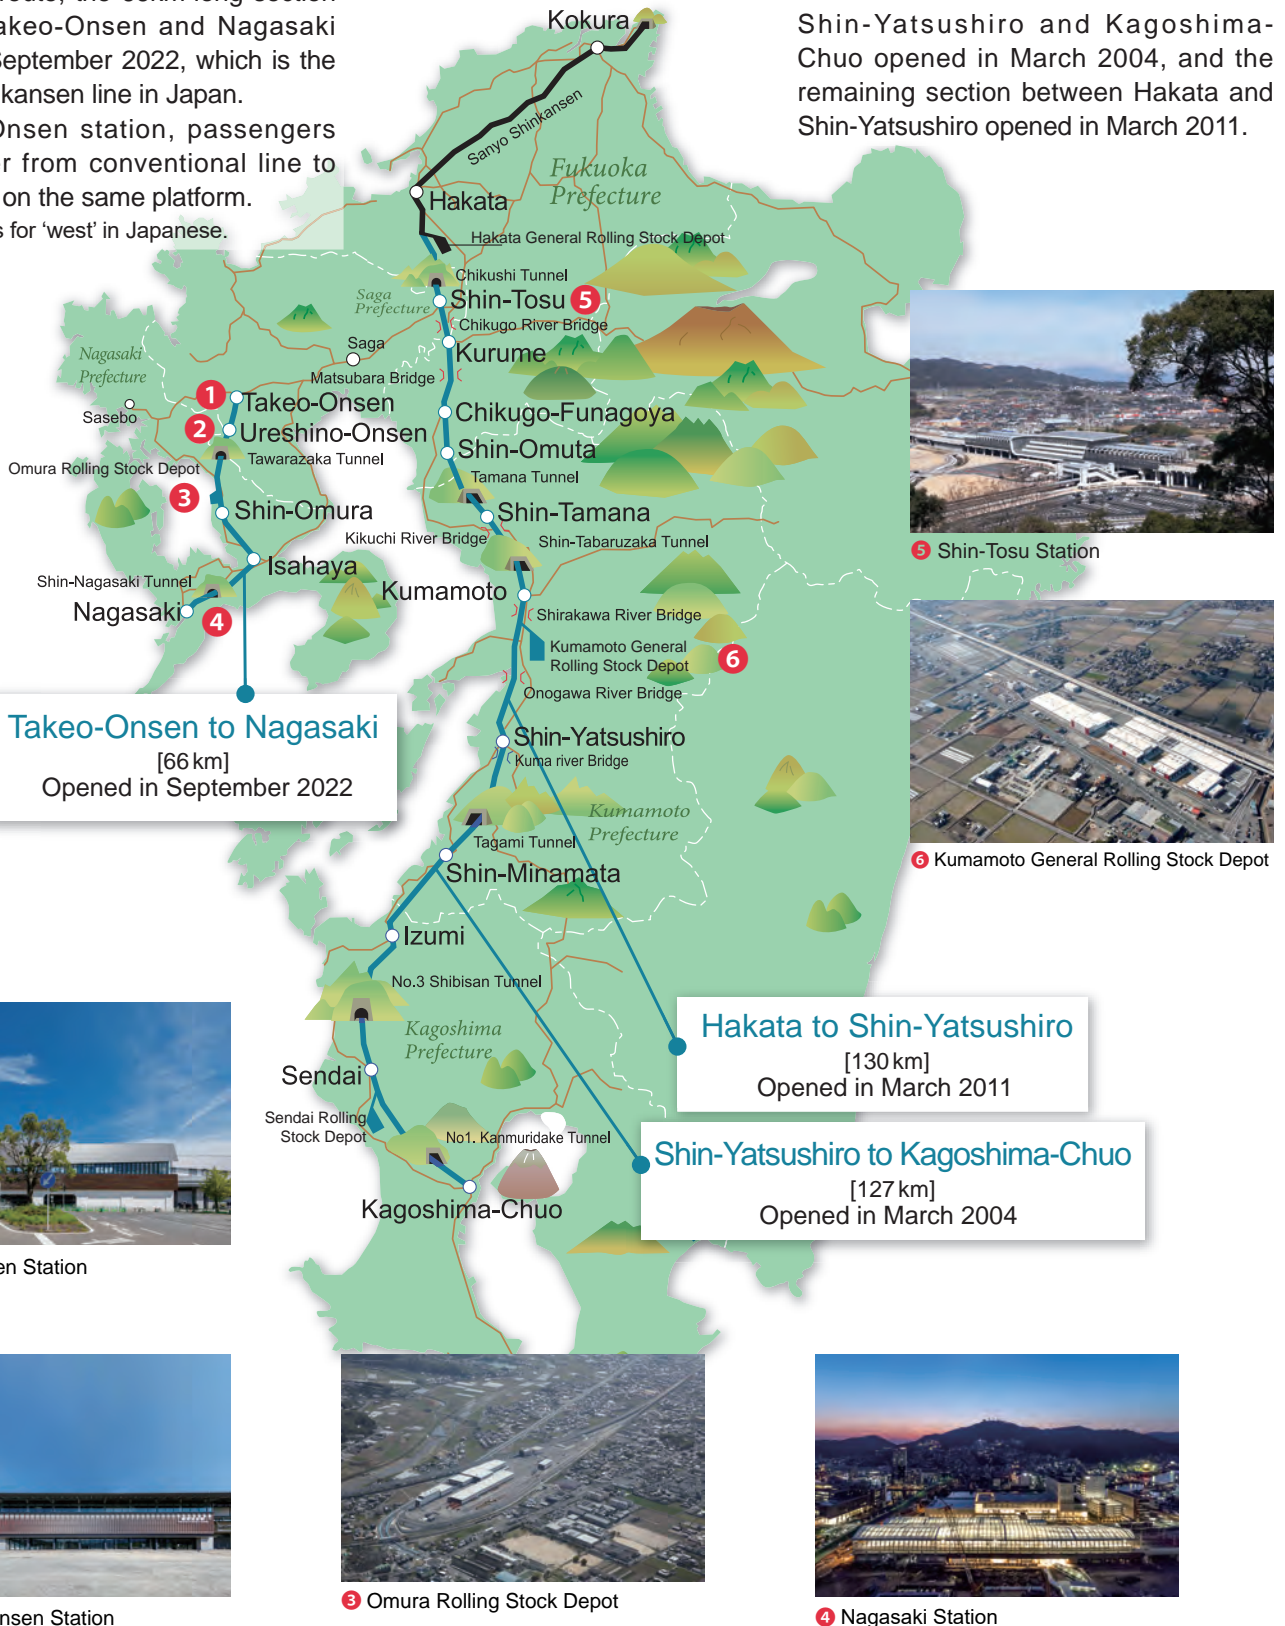 route, the 66km-long section
Takeo-Onsen and Nagasaki
September 2022, which is the
kansen line in Japan.
Onsen station, passengers
er from conventional line to
on the same platform.
s for ‘west’ in Japanese.
Shin-Yatsushiro and Kagoshima-
Chuo opened in March 2004, and the
remaining section between Hakata and
Shin-Yatsushiro opened in March 2011.
Kokura
Sanyo Shinkansen
Fukuoka
Prefecture
Hakata
Hakata General Rolling Stock Depot
Chikushi Tunnel
Saga
Prefecture
Shin-Tosu 5
Chikugo River Bridge
Kurume
Saga
Matsubara Bridge
Nagasaki
Prefecture
Sasebo
1 Takeo-Onsen
2 Ureshino-Onsen
Tawarazaka Tunnel
Omura Rolling Stock Depot
3
Shin-Omura
Isahaya
Shin-Nagasaki Tunnel
Nagasaki
4
Chikugo-Funagoya
Shin-Omuta
Tamana Tunnel
Shin-Tamana
Kikuchi River Bridge
Shin-Tabaruzaka Tunnel
Kumamoto
Shirakawa River Bridge
Kumamoto General
Rolling Stock Depot
6
Onogawa River Bridge
Shin-Yatsushiro
Kuma river Bridge
Kumamoto
Prefecture
Tagami Tunnel
Shin-Minamata
Izumi
No.3 Shibisan Tunnel
Kagoshima
Prefecture
Sendai
Sendai Rolling
Stock Depot
No1. Kanmuridake Tunnel
Kagoshima-Chuo
Takeo-Onsen to Nagasaki
[66 km]
Opened in September 2022
Hakata to Shin-Yatsushiro
[130 km]
Opened in March 2011
Shin-Yatsushiro to Kagoshima-Chuo
[127 km]
Opened in March 2004
5 Shin-Tosu Station
6 Kumamoto General Rolling Stock Depot
en Station
nsen Station
3 Omura Rolling Stock Depot
4 Nagasaki Station